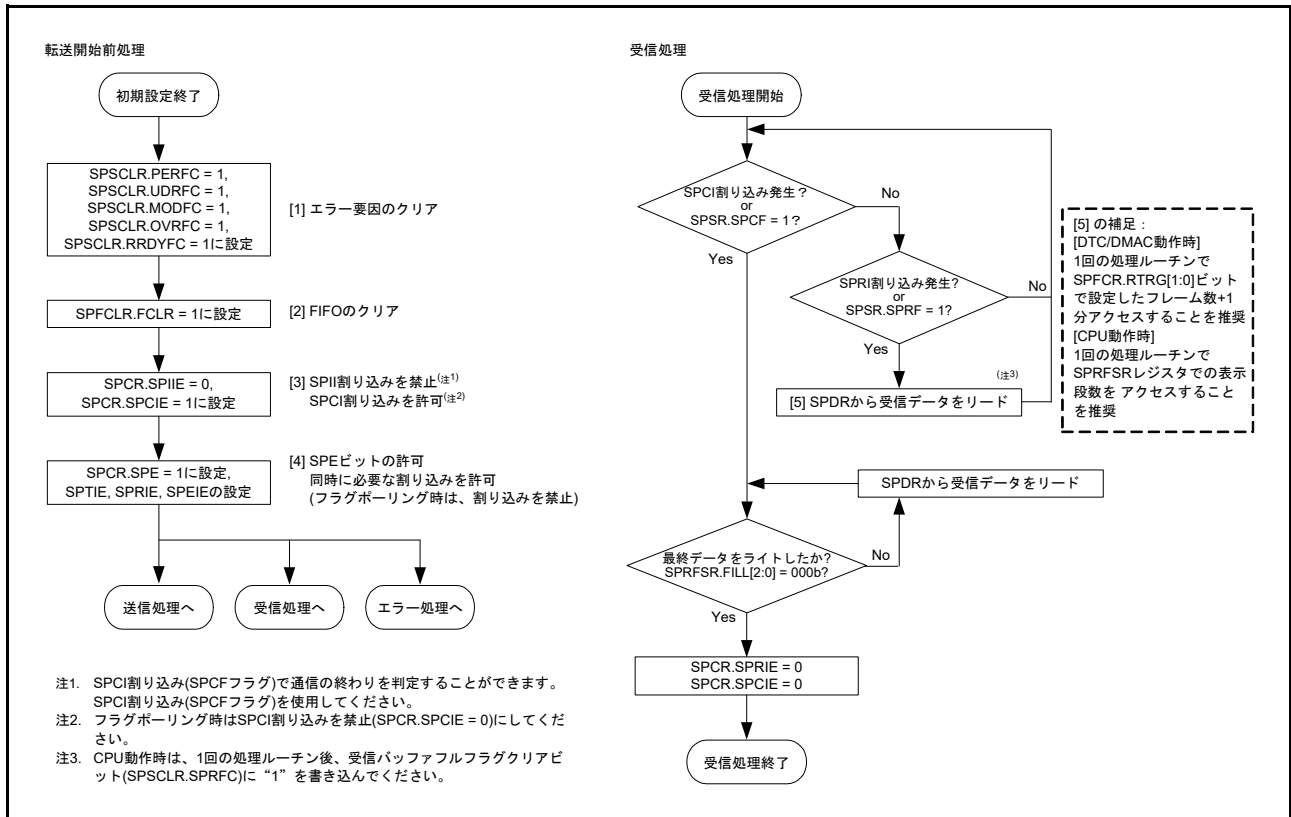 転送開始前処理
初期設定終了
SPSCLR.PERFC = 1,
SPSCLR.UDRFC = 1,
SPSCLR.MODFC = 1,
SPSCLR.OVRFC = 1,
SPSCLR.RRDYFC = 1に設定
[1] エラー要因のクリア
SPFCLR.FCLR = 1に設定
[2] FIFOのクリア
SPCR.SPIIE = 0,
SPCR.SPCIE = 1に設定
[3] SPII割り込みを禁止(注1)
SPCI割り込みを許可(注2)
SPCR.SPE = 1に設定,
SPTIE, SPRIE, SPEIEの設定
[4] SPEビットの許可
同時に必要な割り込みを許可
(フラグポーリング時は、割り込みを禁止)
送信処理へ
受信処理へ
エラー処理へ
注1. SPCI割り込み(SPCFフラグ)で通信の終わりを判定することができます。
SPCI割り込み(SPCFフラグ)を使用してください。
注2. フラグポーリング時はSPCI割り込みを禁止(SPCR.SPCIE = 0)にしてくだ
さい。
注3. CPU動作時は、1回の処理ルーチン後、受信バッファフルフラグクリアビ
ット(SPSCLR.SPRFC)に“1”を書き込んでください。
受信処理
受信処理開始
SPCI割り込み発生？
or
SPSR.SPCF = 1？
No
Yes
SPRI割り込み発生?
or
SPSR.SPRF = 1?
No
Yes
(注3)
[5] SPDRから受信データをリード
[5] の補足：
[DTC/DMAC動作時]
1回の処理ルーチンで
SPFCR.RTRG[1:0]ビット
で設定したフレーム数+1
分アクセスすることを推奨
[CPU動作時]
1回の処理ルーチンで
SPRFSRレジスタでの表示
段数を アクセスすること
を推奨
SPDRから受信データをリード
最終データをライトしたか?
SPRFSR.FILL[2:0] = 000b?
No
Yes
SPCR.SPRIE = 0
SPCR.SPCIE = 0
受信処理終了